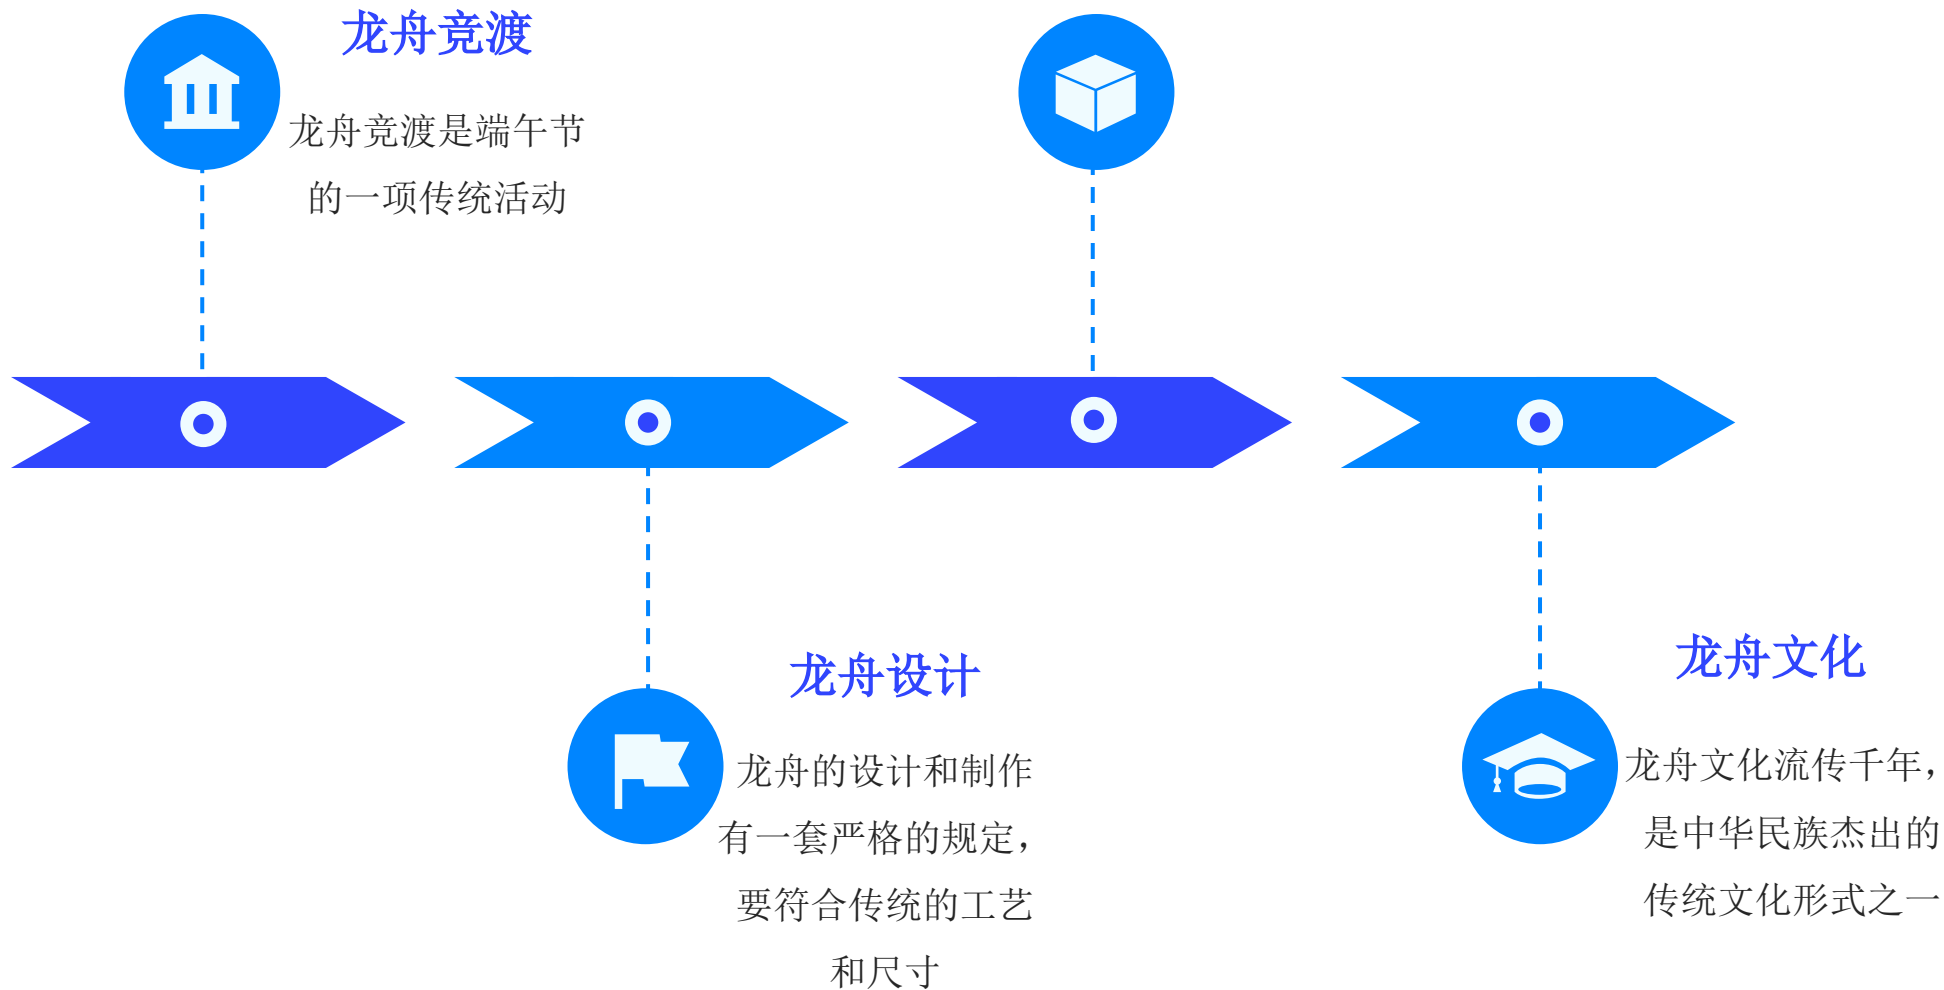 龙舟竞渡
龙舟竞渡是端午节
的一项传统活动
龙舟设计
龙舟的设计和制作
有一套严格的规定，
要符合传统的工艺
和尺寸
龙舟文化
龙舟文化流传千年，
是中华民族杰出的
传统文化形式之一